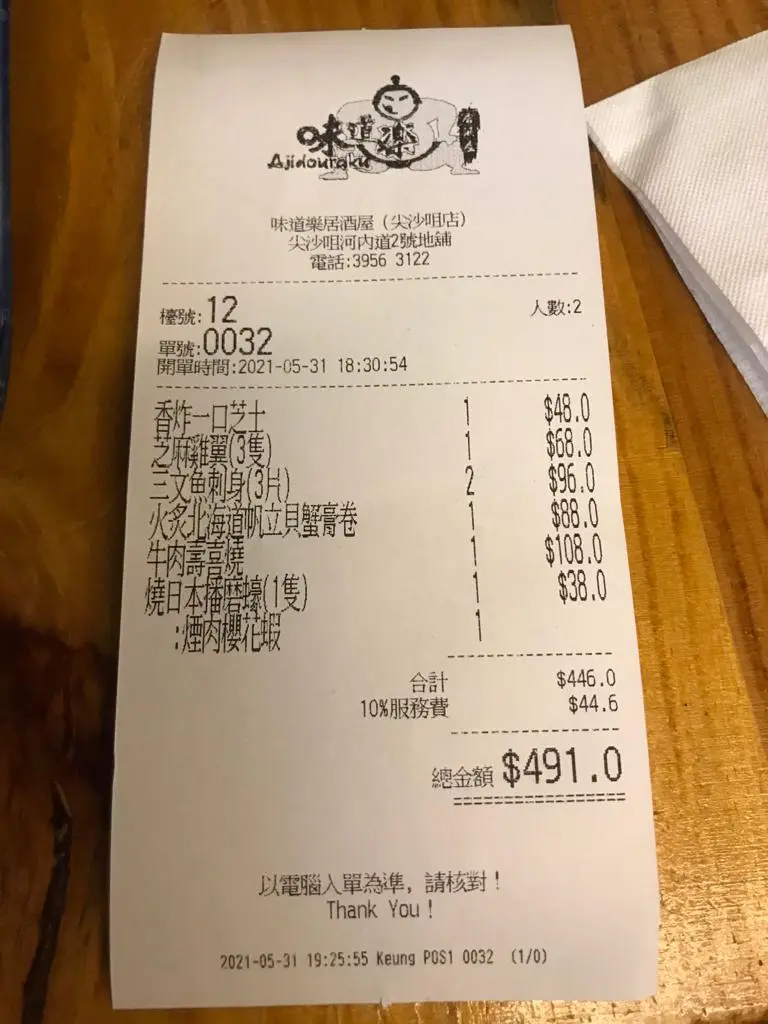 味道樂
Ajidouraku
味道樂居酒屋 (尖沙咀店)
尖沙咀河內道2號地舖
電話:3956 3122
檯號:12 人數:2
單號:0032
開單時間:2021-05-31 18:30:54
香炸一口芝士 1 $48.0
芝麻雞翼(3隻) 1 $68.0
三文魚刺身(3片) 2 $96.0
火炙北海道帆立貝蟹膏卷 1 $88.0
牛肉壽喜燒 1 $108.0
燒日本播磨蠔(1隻) 1 $38.0
:煙肉櫻花蝦 1
合計 $446.0
10%服務費 $44.6
總金額 $491.0
以電腦入單為準, 請核對!
Thank You!
2021-05-31 19:25:55 Keung POS1 0032 (1/0)